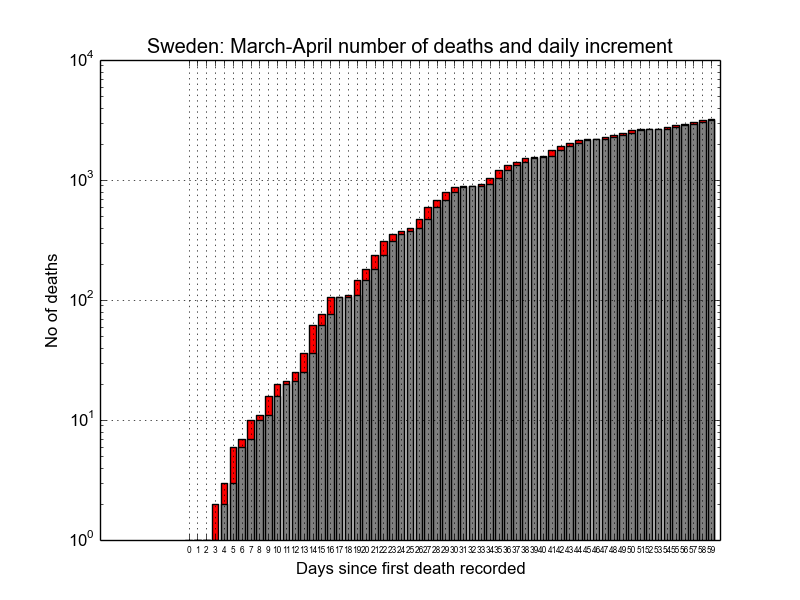 Sweden: March-April number of deaths and daily increment
10^4
10^3
10^2
10^1
10^0
No of deaths
0 1 2 3 4 5 6 7 8 9 10 11 12 13 14 15 16 17 18 19 20 21 22 23 24 25 26 27 28 29 30 31 32 33 34 35 36 37 38 39 40 41 42 43 44 45 46 47 48 49 50 51 52 53 54 55 56 57 58 59
Days since first death recorded